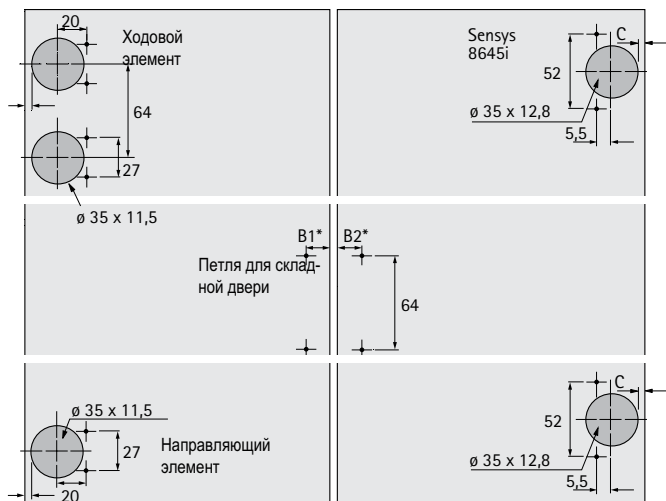 20
Ходовой
элемент
64
27
ø 35 x 11,5
Sensys
8645i
C
52
ø 35 x 12,8
5,5
B1*
B2*
Петля для склад-
ной двери
64
ø 35 x 11,5
27
Направляющий
элемент
20
C
52
ø 35 x 12,8
5,5